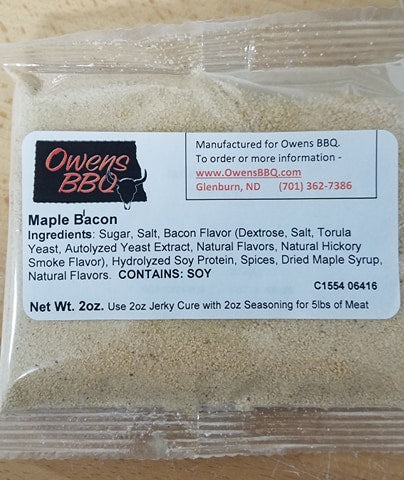 Owens
BBQ
Manufactured for Owens BBQ.
To order or more information -
www.OwensBBQ.com
Glenburn, ND (701) 362-7386
Maple Bacon
Ingredients: Sugar, Salt, Bacon Flavor (Dextrose, Salt, Torula
Yeast, Autolyzed Yeast Extract, Natural Flavors, Natural Hickory
Smoke Flavor), Hydrolyzed Soy Protein, Spices, Dried Maple Syrup,
Natural Flavors. CONTAINS: SOY
C1554 06416
Net Wt. 2oz. Use 2oz Jerky Cure with 2oz Seasoning for 5lbs of Meat